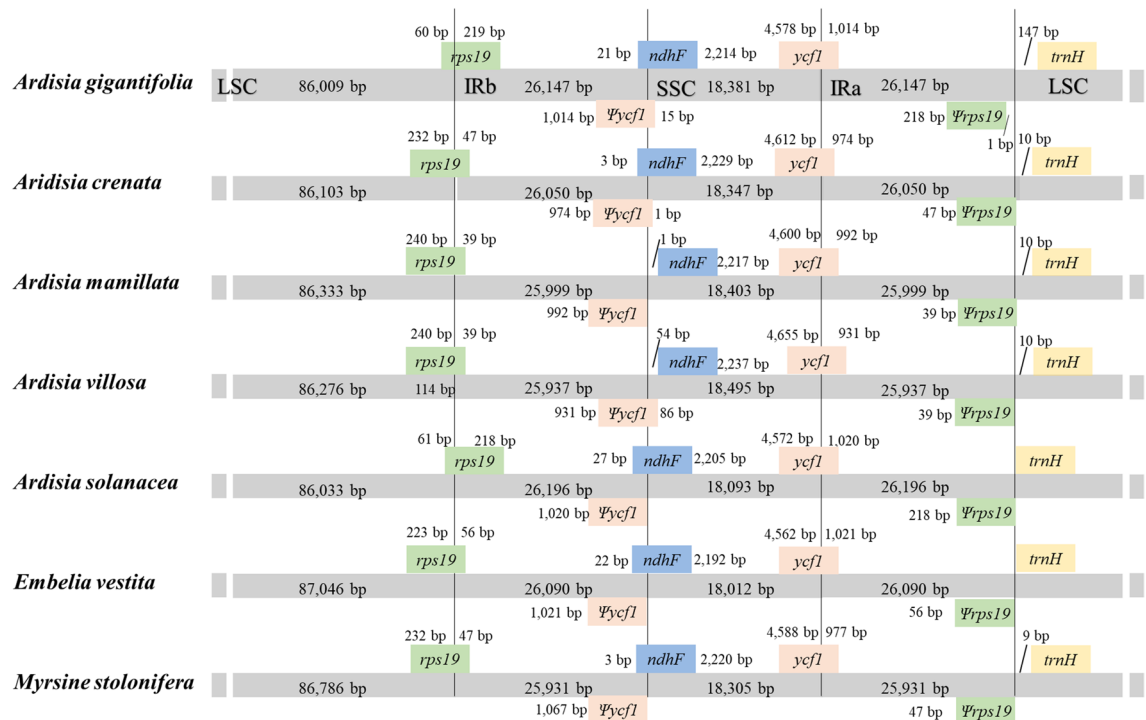 60 bp 219 bp 4,578 bp 1,014 bp 147 bp
rps19 21 bp ndhF 2,214 bp ycf1 trnH
Ardisia gigantifolia LSC 86,009 bp IRb 26,147 bp SSC 18,381 bp IRa 26,147 bp LSC
1,014 bp Ψycf1 15 bp 218 bp Ψrps19 1 bp
232 bp 47 bp 4,612 bp 974 bp 10 bp
rps19 3 bp ndhF 2,229 bp ycf1 trnH
Aridisia crenata 86,103 bp 26,050 bp 18,347 bp 26,050 bp
974 bp Ψycf1 1 bp 47 bp Ψrps19
240 bp 39 bp 1 bp 4,600 bp 992 bp 10 bp
rps19 ndhF 2,217 bp ycf1 trnH
Ardisia mamillata 86,333 bp 25,999 bp 18,403 bp 25,999 bp
992 bp Ψycf1 39 bp Ψrps19
240 bp 39 bp 54 bp 4,655 bp 931 bp 10 bp
rps19 ndhF 2,237 bp ycf1 trnH
Ardisia villosa 86,276 bp 114 bp 25,937 bp 18,495 bp 25,937 bp
931 bp Ψycf1 86 bp 39 bp Ψrps19
61 bp 218 bp 4,572 bp 1,020 bp
rps19 27 bp ndhF 2,205 bp ycf1 trnH
Ardisia solanacea 86,033 bp 26,196 bp 18,093 bp 26,196 bp
1,020 bp Ψycf1 218 bp Ψrps19
223 bp 56 bp 4,562 bp 1,021 bp
rps19 22 bp ndhF 2,192 bp ycf1 trnH
Embelia vestita 87,046 bp 26,090 bp 18,012 bp 26,090 bp
1,021 bp Ψycf1 56 bp Ψrps19
232 bp 47 bp 4,588 bp 977 bp 9 bp
rps19 3 bp ndhF 2,220 bp ycf1 trnH
Myrsine stolonifera 86,786 bp 25,931 bp 18,305 bp 25,931 bp
1,067 bp Ψycf1 47 bp Ψrps19